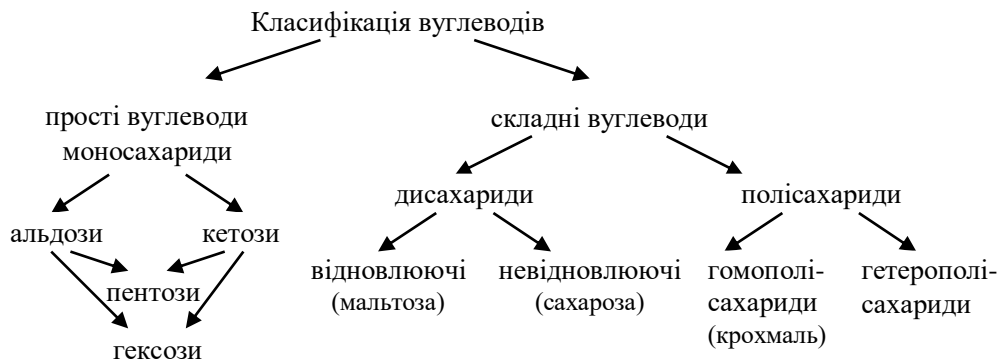 Класифікація вуглеводів
прості вуглеводи
моносахариди
складні вуглеводи
дисахариди
полісахариди
альдози
кетози
пентози
гексози
відновлюючі
(мальтоза)
невідновлюючі
(сахароза)
гомополі-
сахариди
(крохмаль)
гетерополі-
сахариди